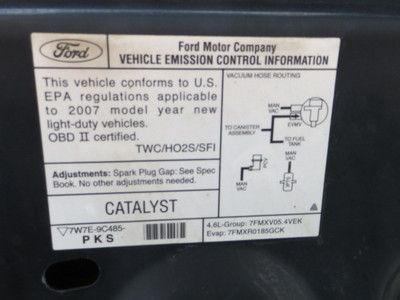 Ford
Ford Motor Company
VEHICLE EMISSION CONTROL INFORMATION
This vehicle conforms to U.S.
EPA regulations applicable
to 2007 model year new
light-duty vehicles.
OBD II certified.
TWC/HO2S/SFI
Adjustments: Spark Plug Gap: See Spec
Book. No other adjustments needed.
CATALYST
7W7E-9C485-
PKS
VACUUM HOSE ROUTING
MAN
VAC
EVMV
TO CANISTER
ASSEMBLY
TO FUEL
TANK
MAN
VAC
MAN
VAC
4.6L-Group: 7FMXV05.4VEK
Evap: 7FMXR0185GCK